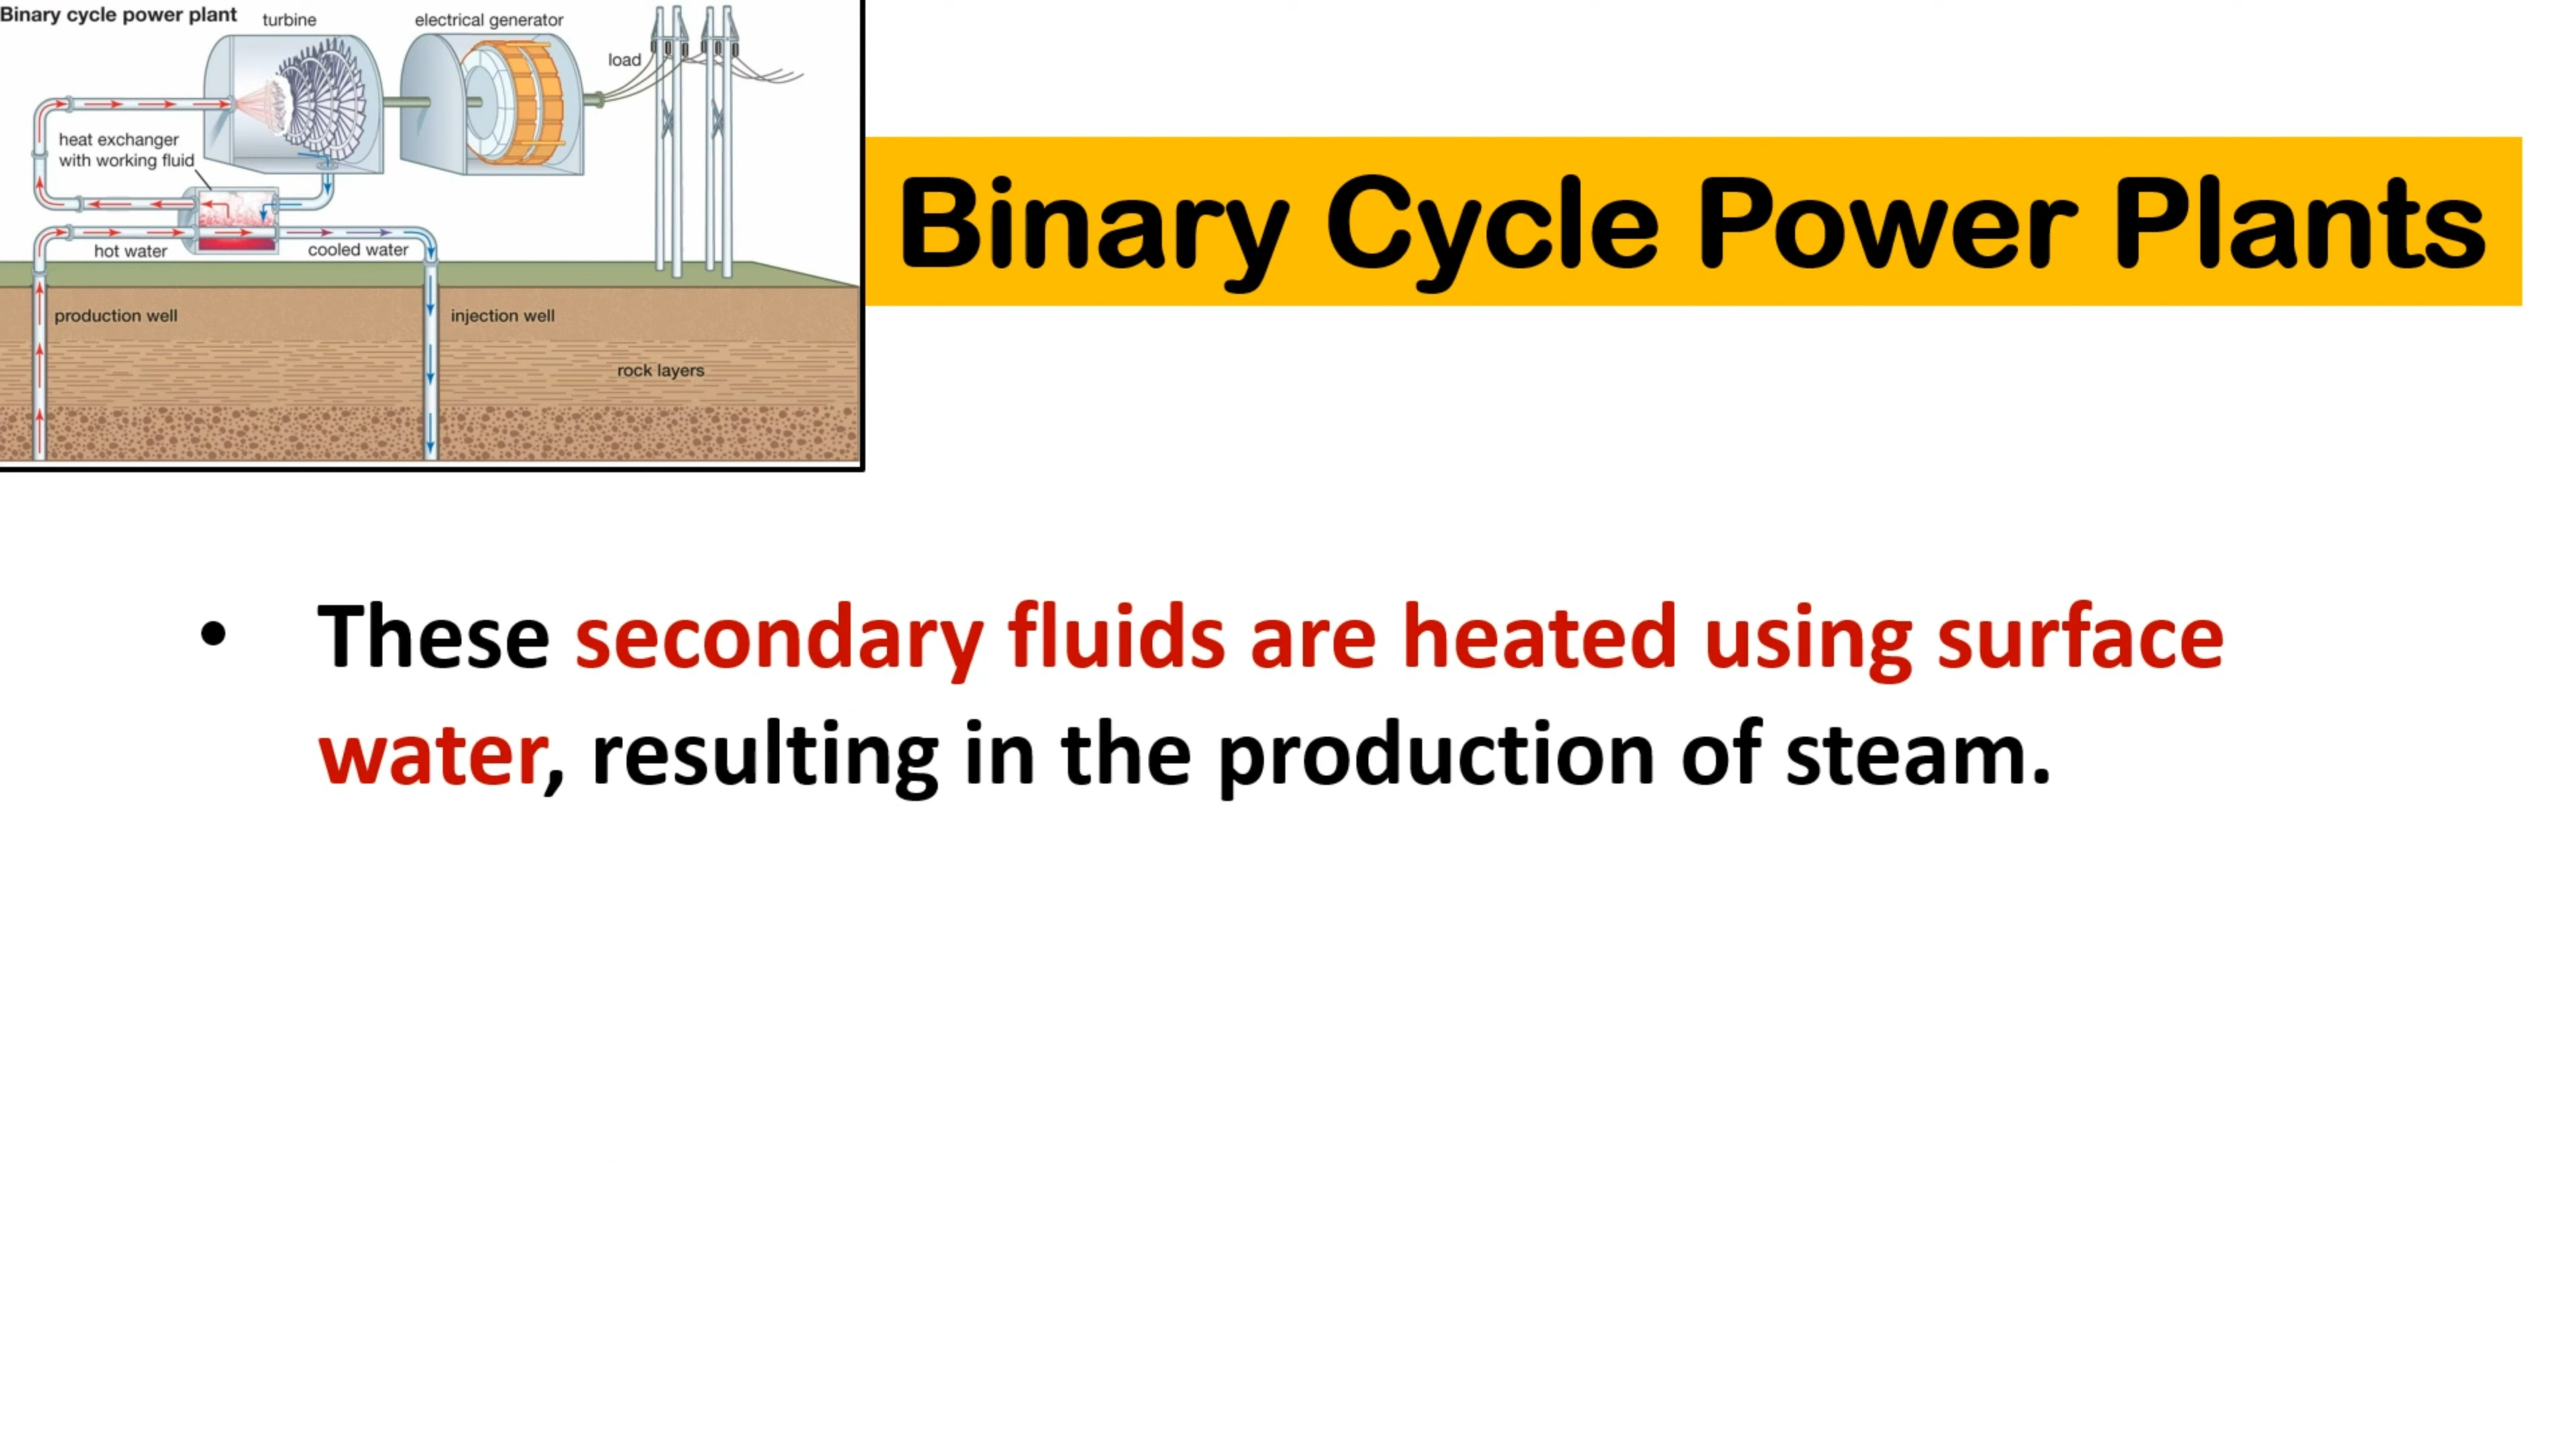 Binary cycle power plant
turbine
electrical generator
load
heat exchanger
with working fluid
hot water
cooled water
production well
injection well
rock layers
Binary Cycle Power Plants
• These secondary fluids are heated using surface
water, resulting in the production of steam.